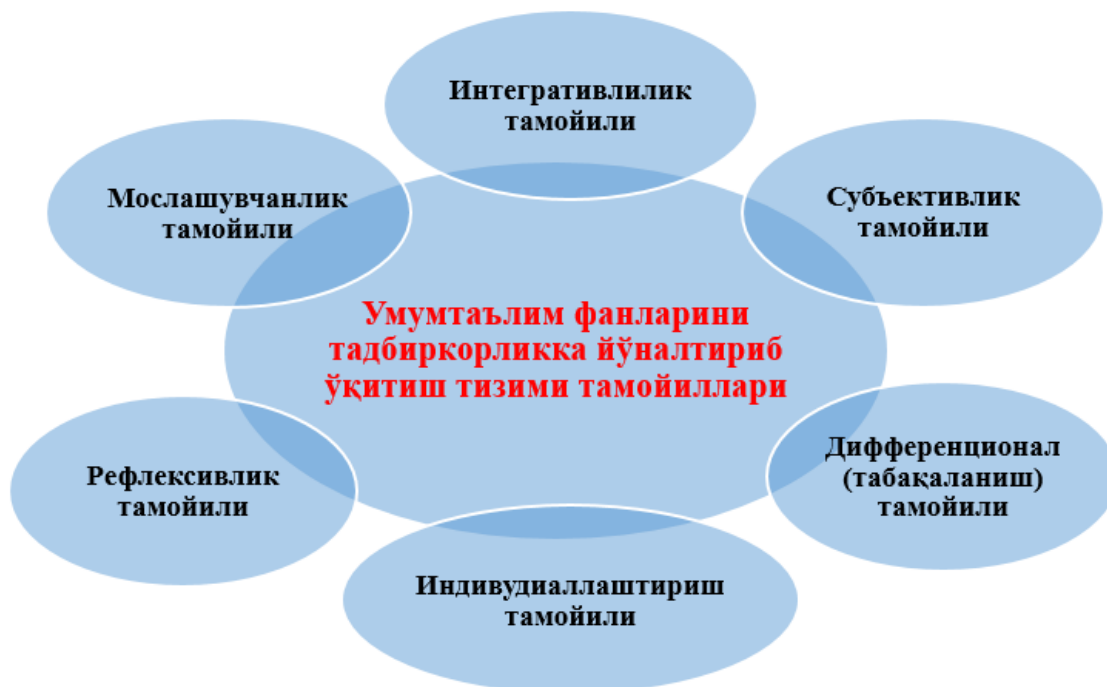 Интегративлилик
тамойили
Мослашувчанлик
тамойили
Субъективлик
тамойили
Умумтаълим фанларини
тадбиркорликка йўналтириб
ўқитиш тизими тамойиллари
Рефлексивлик
тамойили
Дифференционал
(табақаланиш)
тамойили
Индивудиаллаштириш
тамойили